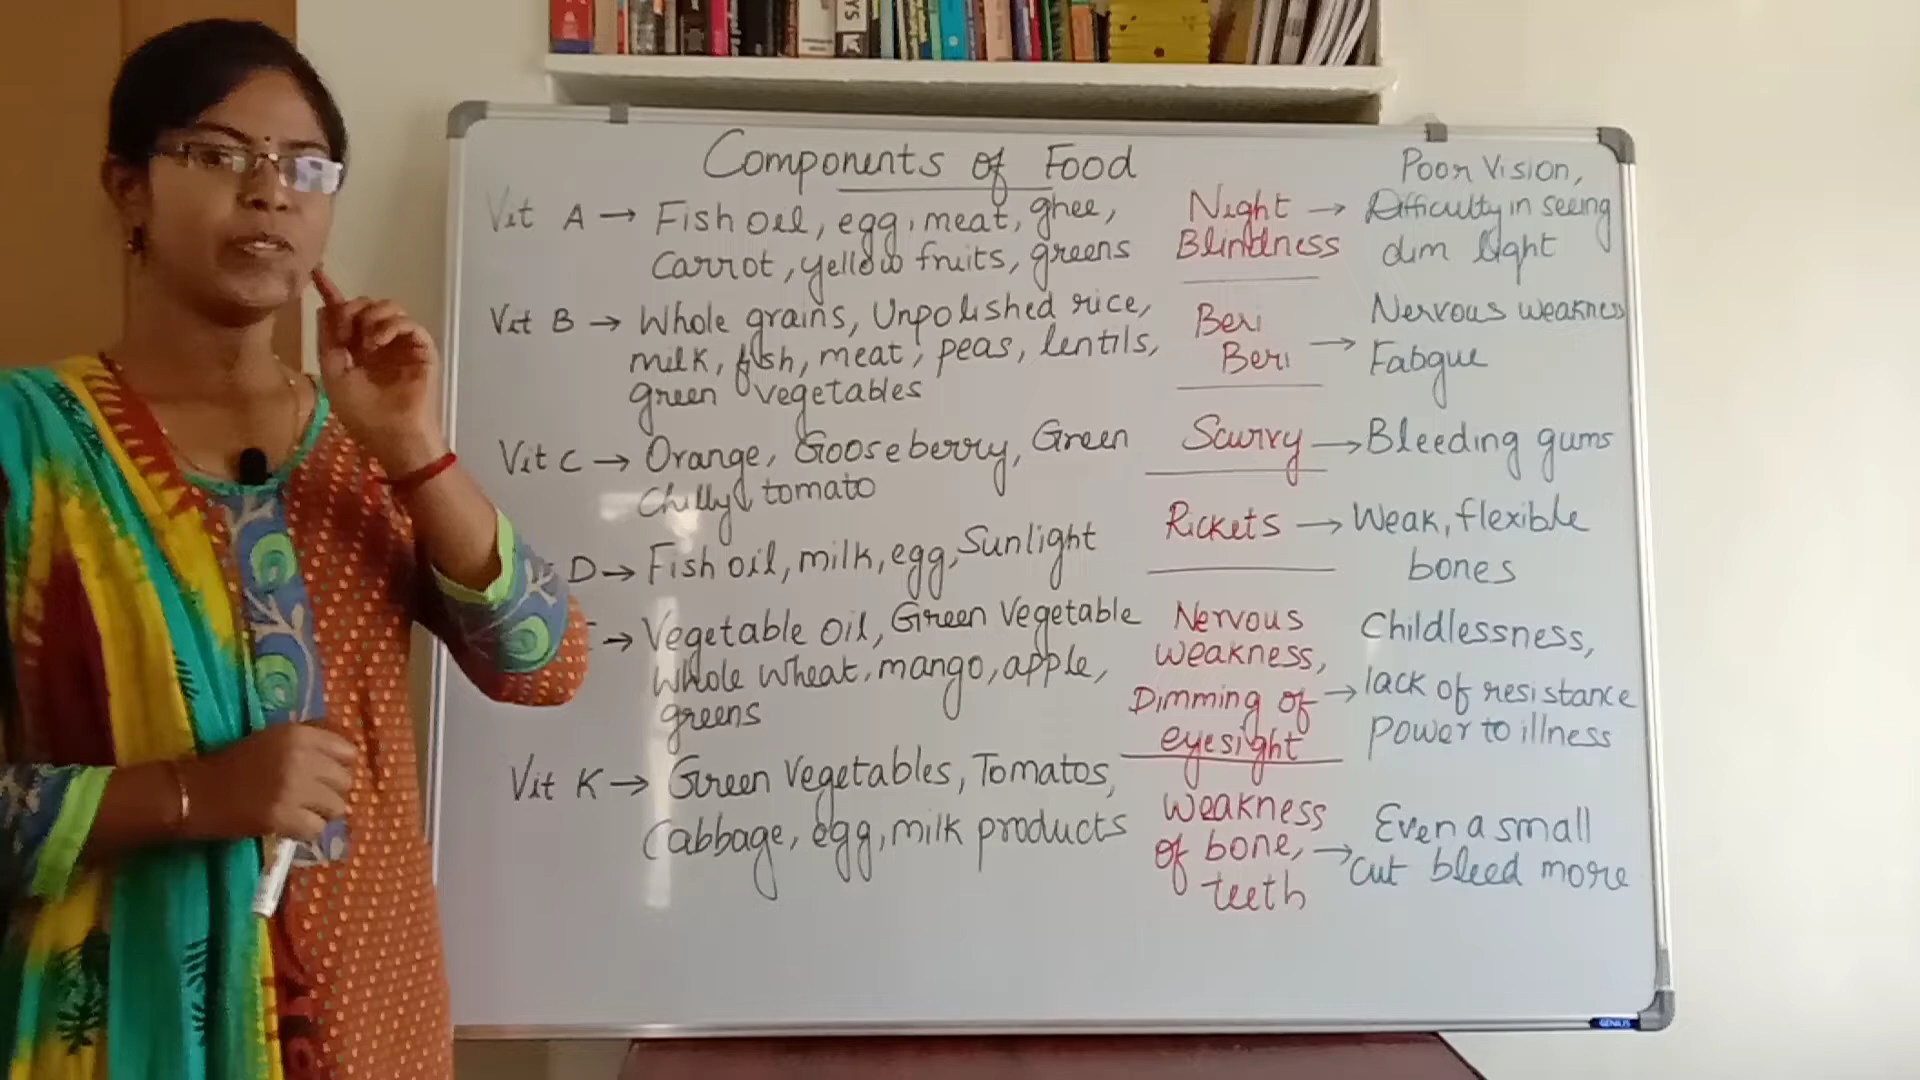 Components of Food
Vit A → Fish oil, egg, meat, ghee,
Carrot, yellow fruits, greens
Night
Blindness
→
Poor Vision,
Difficulty in seeing
dim light
Vit B → Whole grains, Unpolished rice,
milk, fish, meat, peas, lentils,
green vegetables
Beri
Beri
→
Nervous weakness
Fatigue
Vit C → Orange, Gooseberry, Green
Chilly, tomato
Scurvy → Bleeding gums
D → Fish oil, milk, egg, Sunlight
Rickets → Weak, flexible
bones
→ Vegetable oil, Green Vegetable
Whole wheat, mango, apple,
greens
Nervous
weakness,
Dimming of
eyesight
→
Childlessness,
lack of resistance
power to illness
Vit K → Green Vegetables, Tomatos,
Cabbage, egg, milk products
Weakness
of bone,
teeth
→
Even a small
cut bleed more
GENIUS